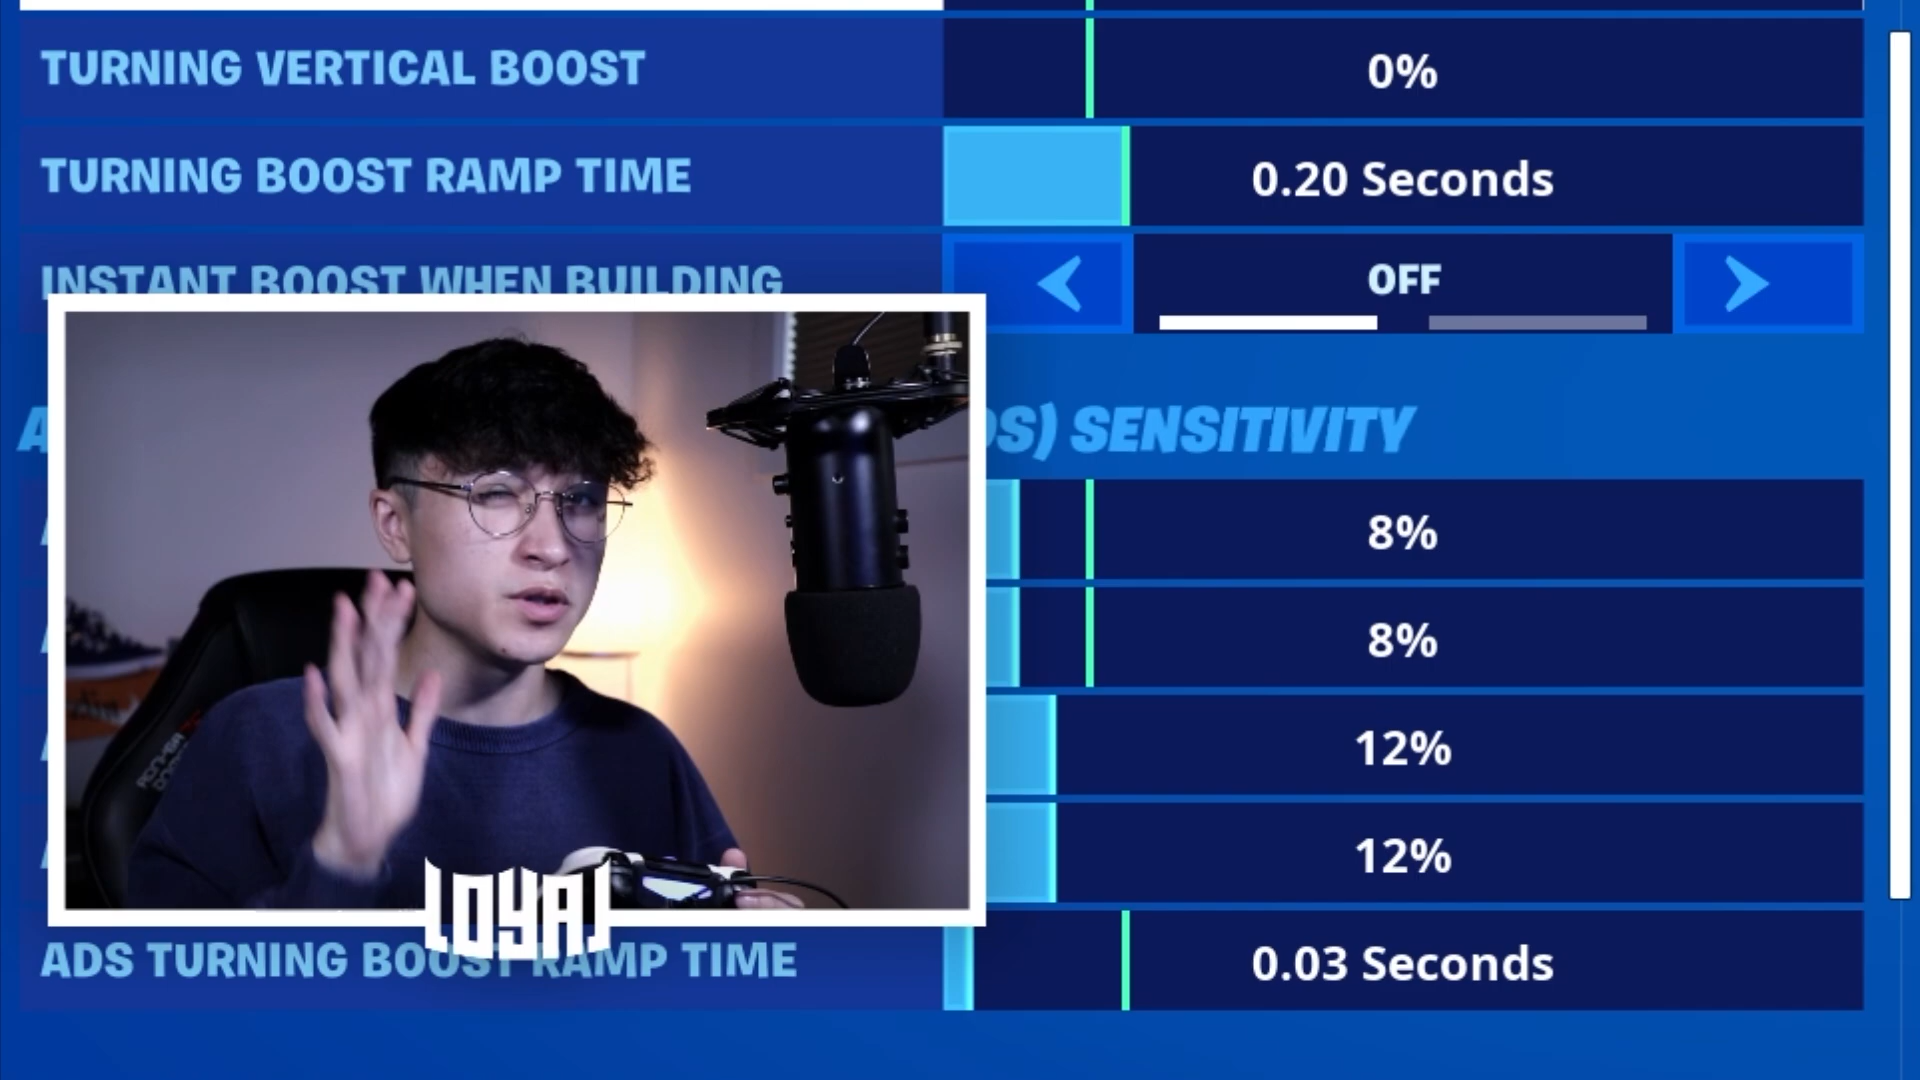 TURNING VERTICAL BOOST
0%
TURNING BOOST RAMP TIME
0.20 Seconds
INSTANT BOOST WHEN BUILDING
OFF
SENSITIVITY
8%
8%
12%
12%
LOYAL
ADS TURNING BOOST RAMP TIME
0.03 Seconds